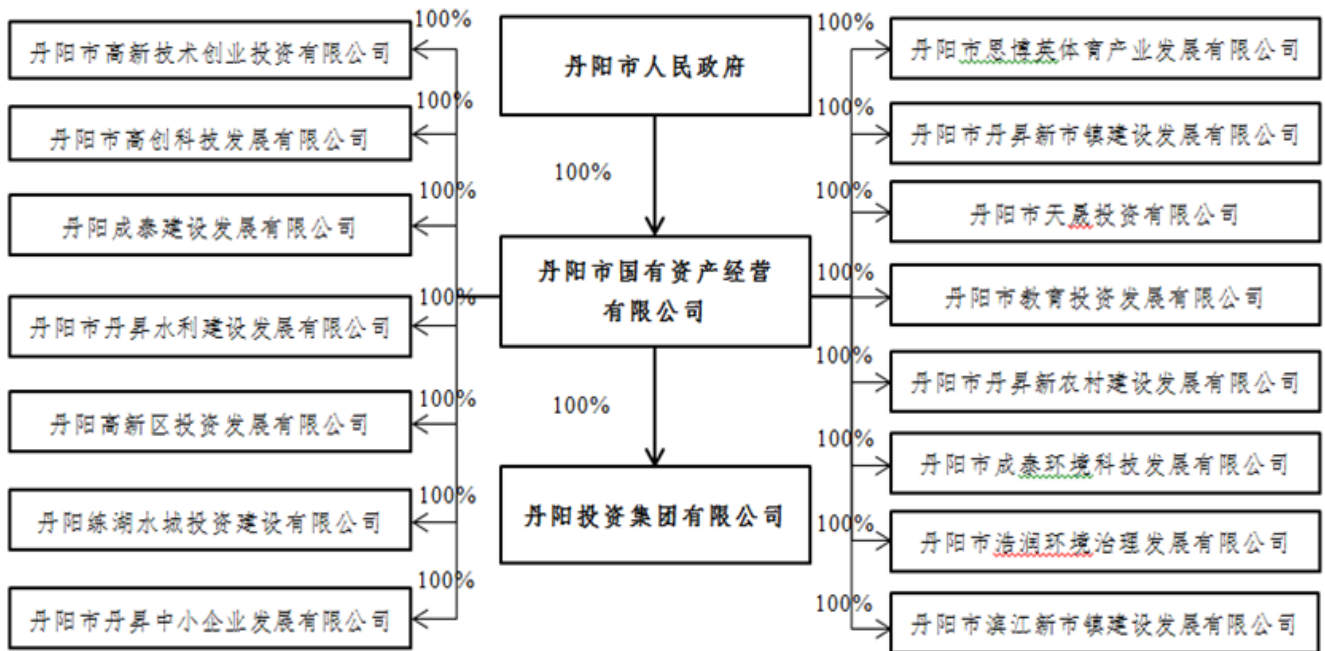 100%
丹阳市高新技术创业投资有限公司
100%
丹阳市高创科技发展有限公司
100%
丹阳成泰建设发展有限公司
100%
丹阳市丹昇水利建设发展有限公司
100%
丹阳高新区投资发展有限公司
100%
丹阳练湖水城投资建设有限公司
100%
丹阳市丹昇中小企业发展有限公司
丹阳市人民政府
100%
丹阳市国有资产经营
有限公司
100%
丹阳投资集团有限公司
100%
丹阳市恩博英体育产业发展有限公司
100%
丹阳市丹昇新市镇建设发展有限公司
100%
丹阳市天晟投资有限公司
100%
丹阳市教育投资发展有限公司
100%
丹阳市丹昇新农村建设发展有限公司
100%
丹阳市成泰环境科技发展有限公司
100%
丹阳市浩润环境治理发展有限公司
100%
丹阳市滨江新市镇建设发展有限公司